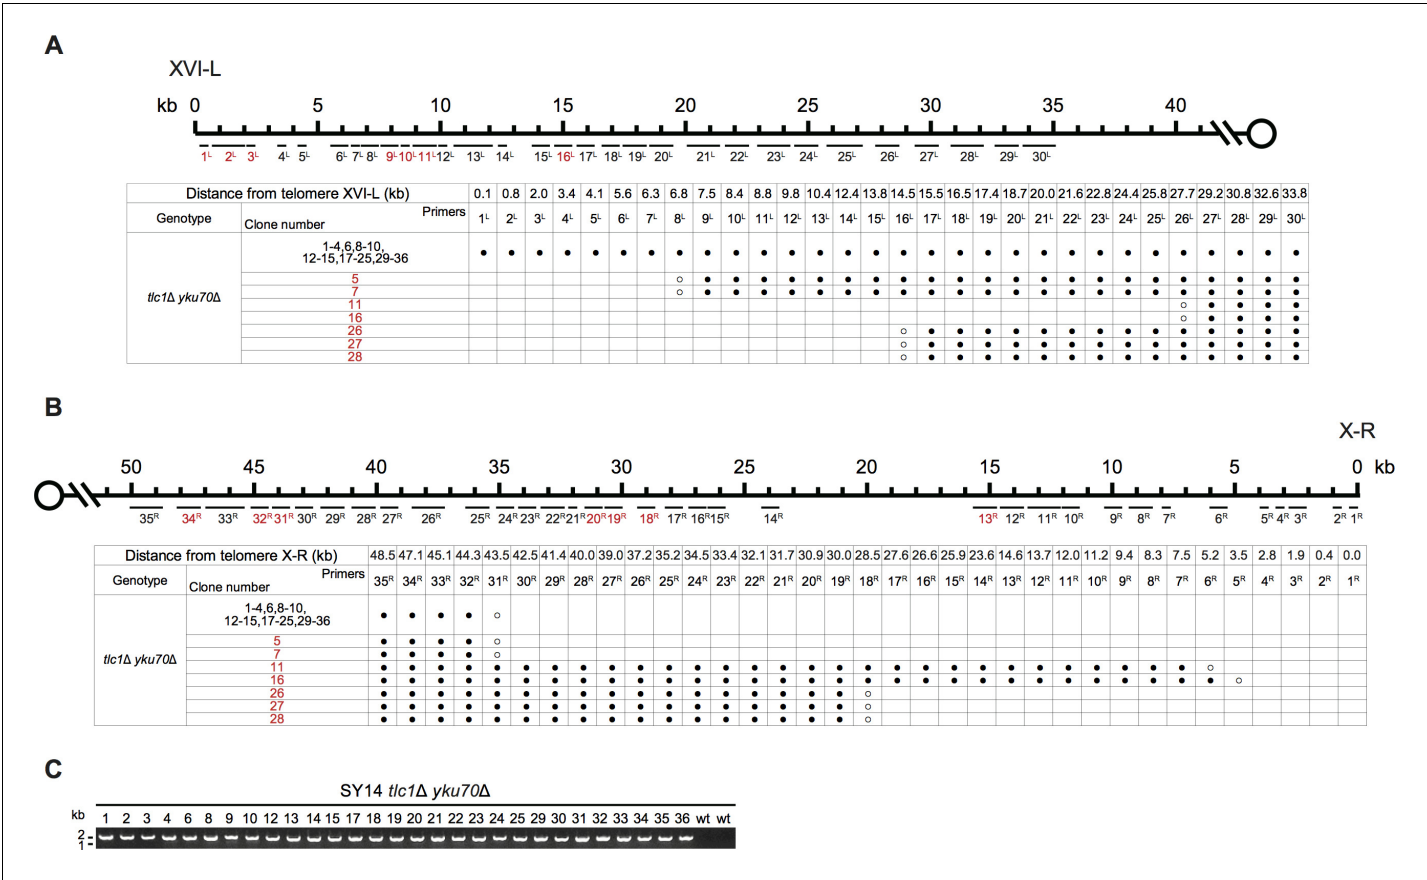 A
XVI-L
kb 0 5 10 15 20 25 30 35 40
1L 2L 3L 4L 5L 6L 7L 8L 9L 10L 11L 12L 13L 14L 15L 16L 17L 18L 19L 20L 21L 22L 23L 24L 26L 26L 27L 28L 29L 30L
Distance from telomere XVI-L (kb) 0.1 0.8 2.0 3.4 4.1 5.6 6.3 6.8 7.5 8.4 8.8 9.8 10.4 12.4 13.8 14.5 15.5 16.5 17.4 18.7 20.0 21.6 22.8 24.4 25.8 27.7 29.2 30.8 32.6 33.8
Genotype Clone number Primers 1L 2L 3L 4L 5L 6L 7L 8L 9L 10L 11L 12L 13L 14L 15L 16L 17L 18L 19L 20L 21L 22L 23L 24L 25L 26L 27L 28L 29L 30L
tlc1Δ yku70Δ
1-4,6,8-10,
12-15,17-25,29-36
5
7
11
16
26
27
28
B
X-R
50 45 40 35 30 25 20 15 10 5 0 kb
35R 34R 33R 32R 31R 30R 29R 28R 27R 26R 25R 24R 23R 22R 21R 20R 19R 18R 17R 16R 15R 14R 13R 12R 11R 10R 9R 8R 7R 6R 5R 4R 3R 2R 1R
Distance from telomere X-R (kb) 48.5 47.1 45.1 44.3 43.5 42.5 41.4 40.0 39.0 37.2 35.2 34.5 33.4 32.1 31.7 30.9 30.0 28.5 27.6 26.6 25.9 23.6 14.6 13.7 12.0 11.2 9.4 8.3 7.5 5.2 3.5 2.8 1.9 0.4 0.0
Genotype Clone number Primers 35R 34R 33R 32R 31R 30R 29R 28R 27R 26R 25R 24R 23R 22R 21R 20R 19R 18R 17R 16R 15R 14R 13R 12R 11R 10R 9R 8R 7R 6R 5R 4R 3R 2R 1R
tlc1Δ yku70Δ
1-4,6,8-10,
12-15,17-25,29-36
5
7
11
16
26
27
28
C
SY14 tlc1Δ yku70Δ
kb 1 2 3 4 6 8 9 10 12 13 14 15 17 18 19 20 21 22 23 24 25 29 30 31 32 33 34 35 36 wt wt
2
1